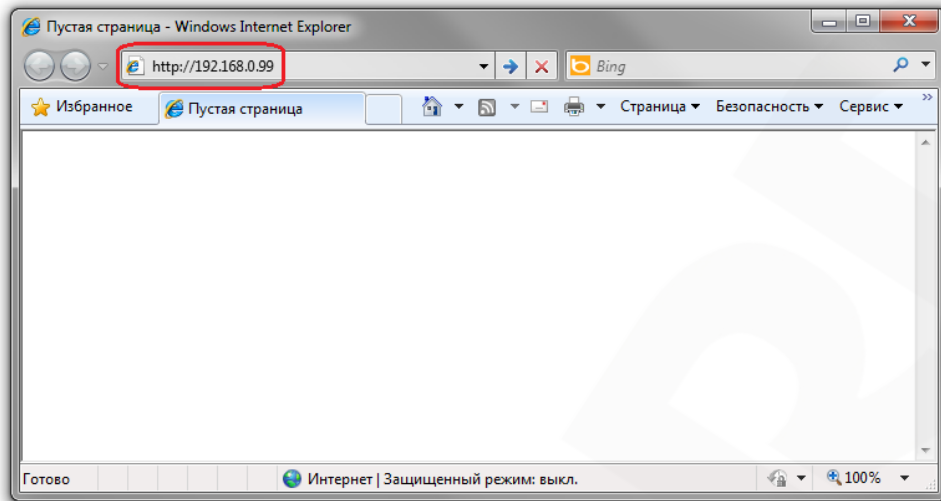 Пустая страница - Windows Internet Explorer
http://192.168.0.99
Bing
Избранное
Пустая страница
Страница
Безопасность
Сервис
Готово
Интернет | Защищенный режим: выкл.
100%